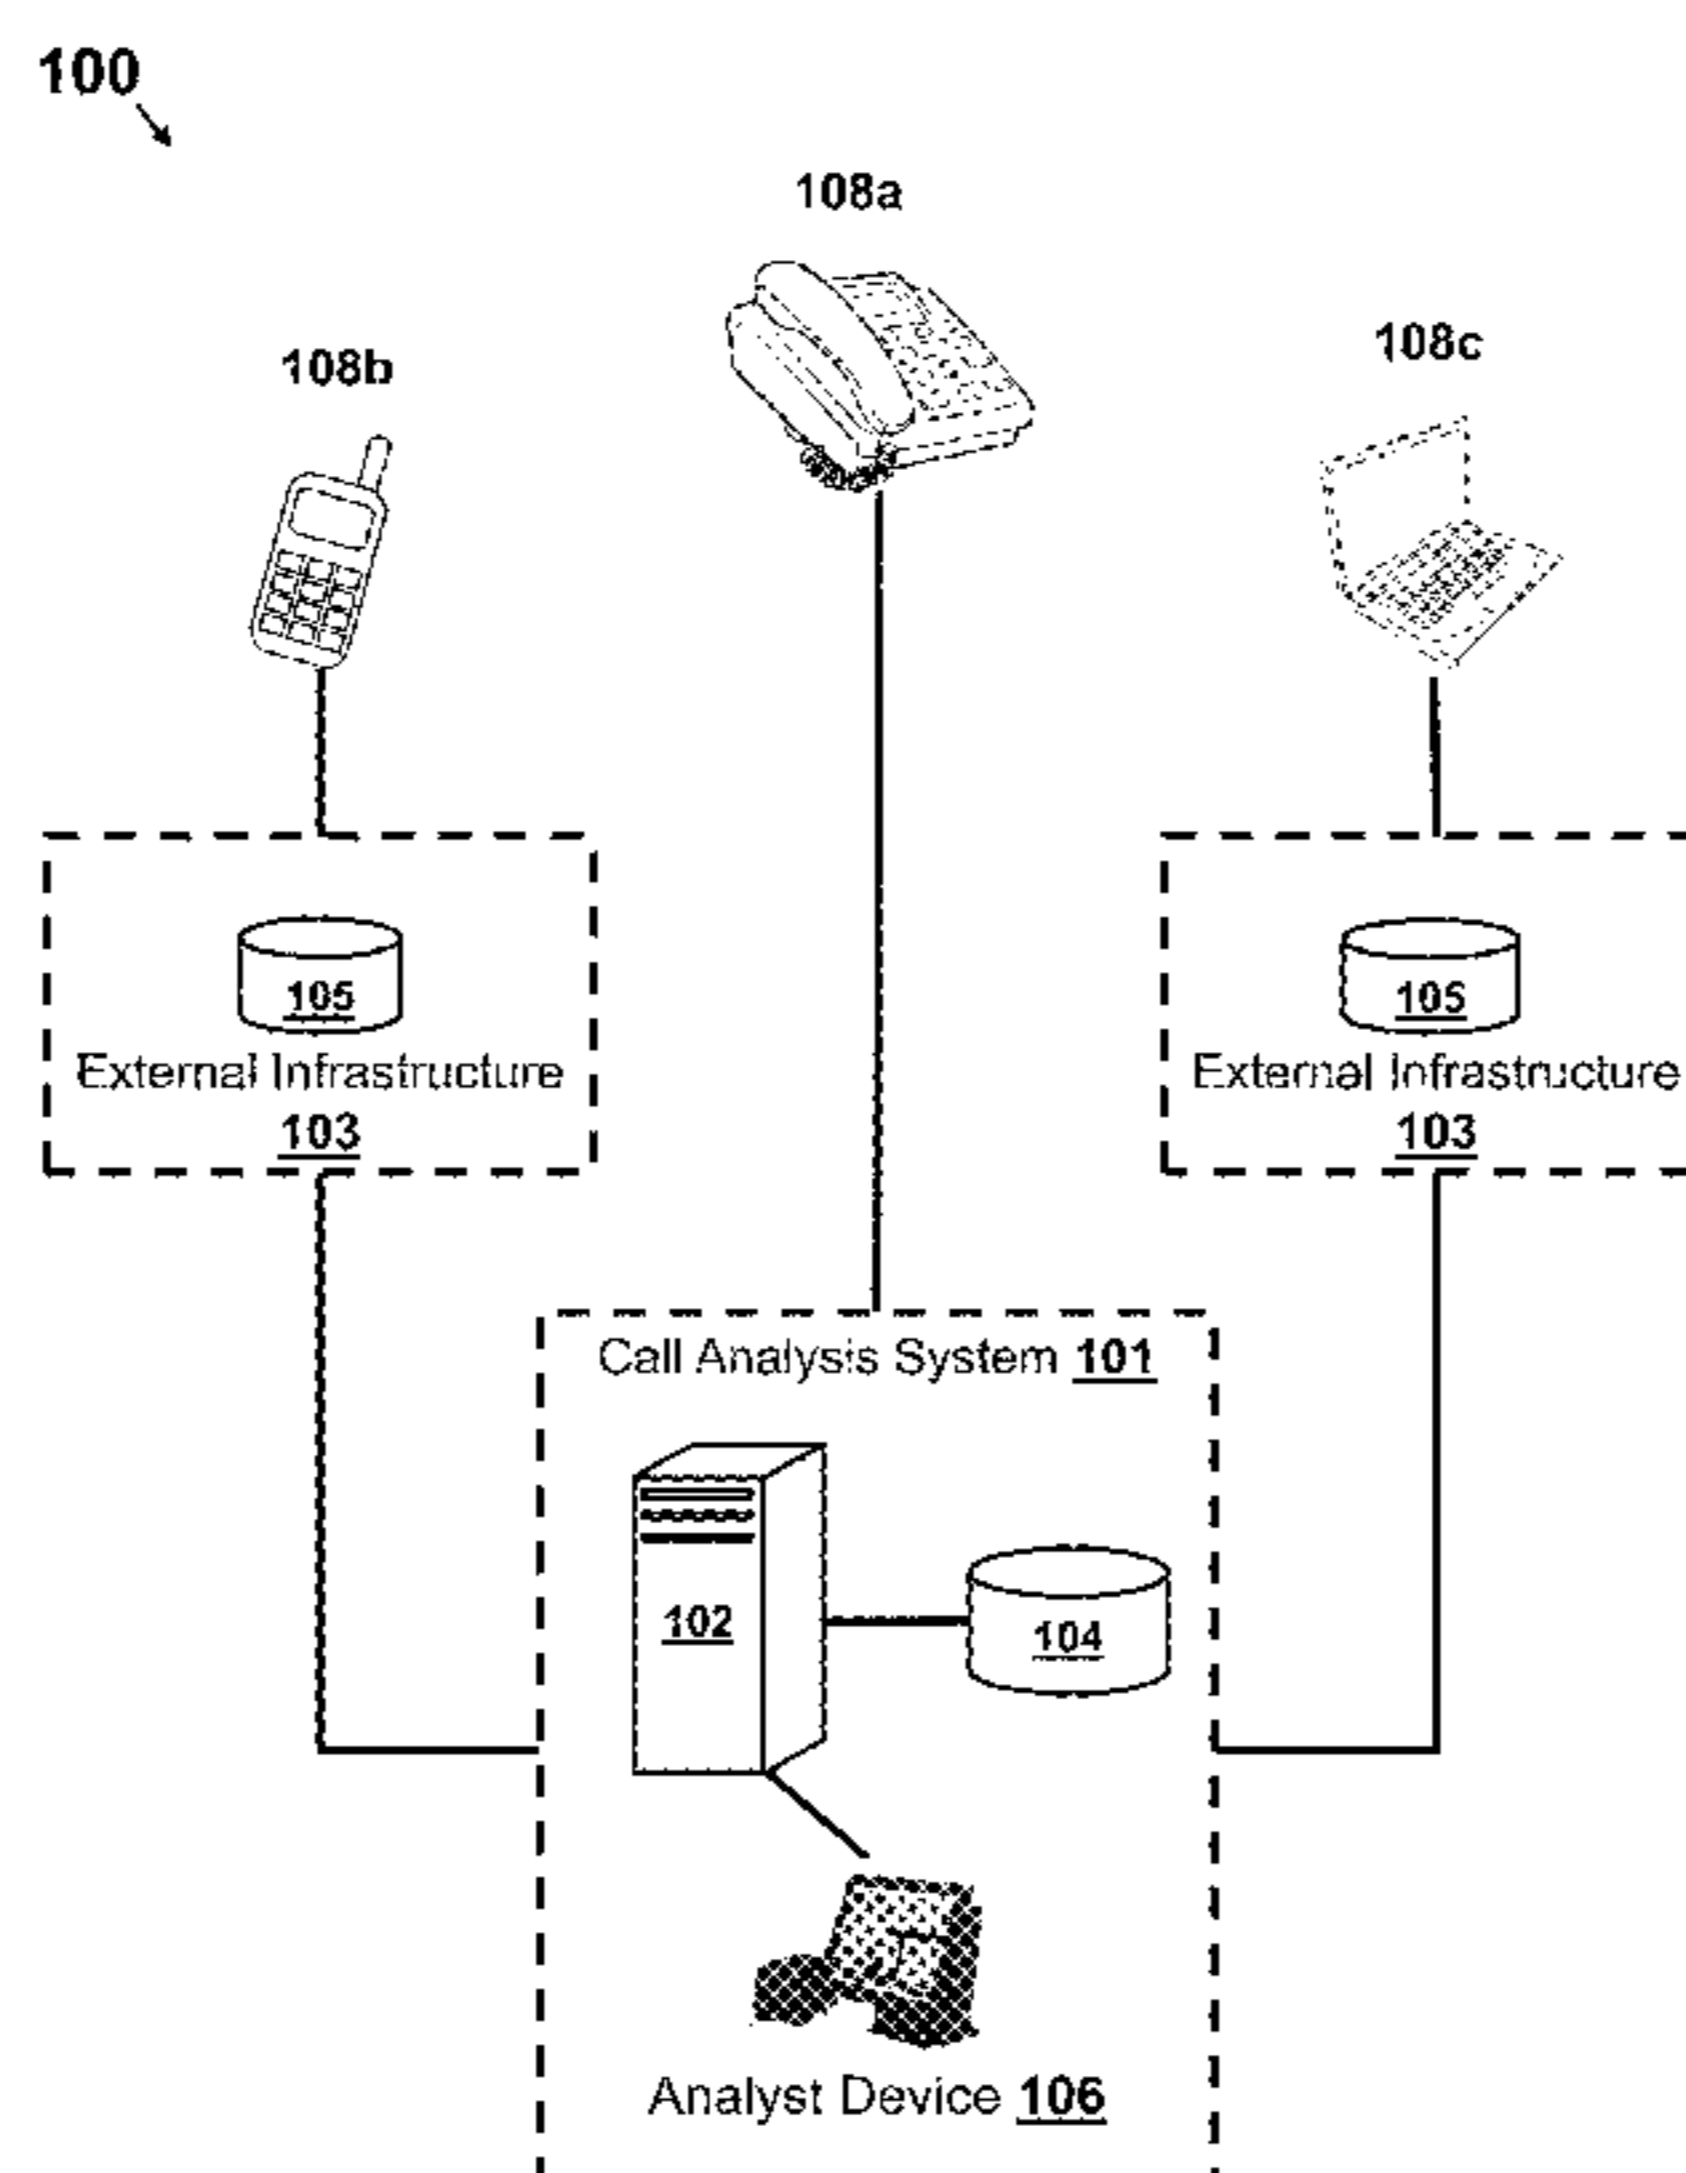 100
108a
108b
108c
105
External Infrastructure
103
105
External Infrastructure
103
Call Analysis System 101
102
104
Analyst Device 106